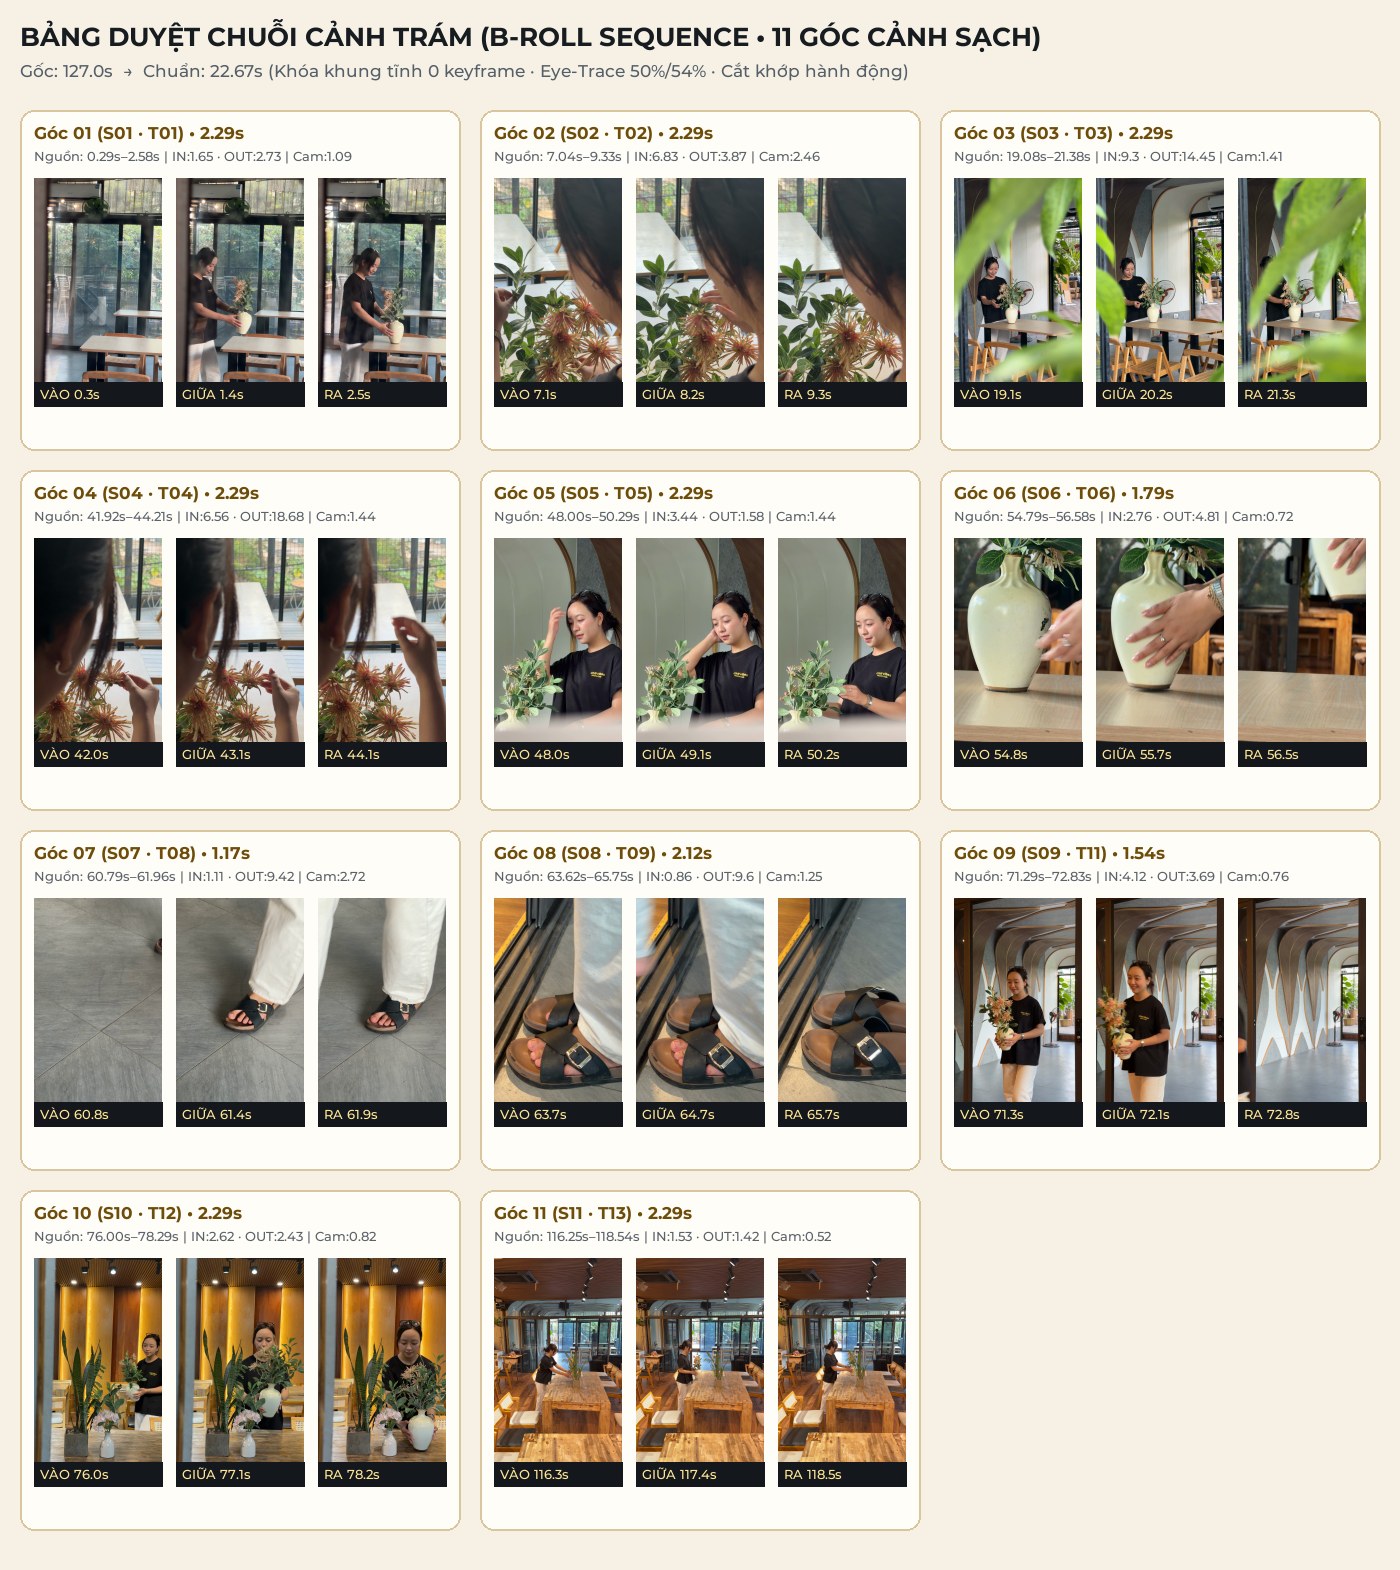 BẢNG DUYỆT CHUỖI CẢNH TRÁM (B-ROLL SEQUENCE • 11 GÓC CẢNH SẠCH)
Gốc: 127.0s → Chuẩn: 22.67s (Khóa khung tĩnh 0 keyframe · Eye-Trace 50%/54% · Cắt khớp hành động)
Góc 01 (S01 · T01) • 2.29s
Nguồn: 0.29s–2.58s | IN:1.65 · OUT:2.73 | Cam:1.09
VÀO 0.3s
GIỮA 1.4s
RA 2.5s
Góc 02 (S02 · T02) • 2.29s
Nguồn: 7.04s–9.33s | IN:6.83 · OUT:3.87 | Cam:2.46
VÀO 7.1s
GIỮA 8.2s
RA 9.3s
Góc 03 (S03 · T03) • 2.29s
Nguồn: 19.08s–21.38s | IN:9.3 · OUT:14.45 | Cam:1.41
VÀO 19.1s
GIỮA 20.2s
RA 21.3s
Góc 04 (S04 · T04) • 2.29s
Nguồn: 41.92s–44.21s | IN:6.56 · OUT:18.68 | Cam:1.44
VÀO 42.0s
GIỮA 43.1s
RA 44.1s
Góc 05 (S05 · T05) • 2.29s
Nguồn: 48.00s–50.29s | IN:3.44 · OUT:1.58 | Cam:1.44
VÀO 48.0s
GIỮA 49.1s
RA 50.2s
Góc 06 (S06 · T06) • 1.79s
Nguồn: 54.79s–56.58s | IN:2.76 · OUT:4.81 | Cam:0.72
VÀO 54.8s
GIỮA 55.7s
RA 56.5s
Góc 07 (S07 · T08) • 1.17s
Nguồn: 60.79s–61.96s | IN:1.11 · OUT:9.42 | Cam:2.72
VÀO 60.8s
GIỮA 61.4s
RA 61.9s
Góc 08 (S08 · T09) • 2.12s
Nguồn: 63.62s–65.75s | IN:0.86 · OUT:9.6 | Cam:1.25
VÀO 63.7s
GIỮA 64.7s
RA 65.7s
Góc 09 (S09 · T11) • 1.54s
Nguồn: 71.29s–72.83s | IN:4.12 · OUT:3.69 | Cam:0.76
VÀO 71.3s
GIỮA 72.1s
RA 72.8s
Góc 10 (S10 · T12) • 2.29s
Nguồn: 76.00s–78.29s | IN:2.62 · OUT:2.43 | Cam:0.82
VÀO 76.0s
GIỮA 77.1s
RA 78.2s
Góc 11 (S11 · T13) • 2.29s
Nguồn: 116.25s–118.54s | IN:1.53 · OUT:1.42 | Cam:0.52
VÀO 116.3s
GIỮA 117.4s
RA 118.5s